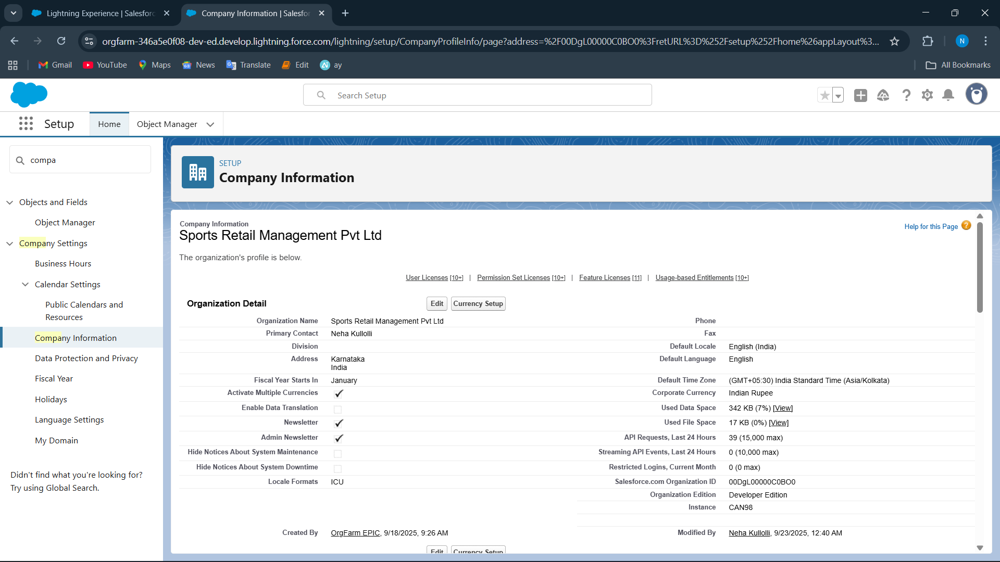 Lightning Experience | Salesforc
Company Information | Salesfor
orgfarm-346a5e0f08-dev-ed.develop.lightning.force.com/lightning/setup/CompanyProfileInfo/page?address=%2F00DgL00000C0BO0%3FretURL%3D%252Fsetup%252Fhome%26appLayout%3...
N
Gmail
YouTube
Maps
News
Translate
Edit
ay
All Bookmarks
Search Setup
Setup
Home
Object Manager
compa
Objects and Fields
Object Manager
Company Settings
Business Hours
Calendar Settings
Public Calendars and
Resources
Company Information
Data Protection and Privacy
Fiscal Year
Holidays
Language Settings
My Domain
Didn't find what you're looking for?
Try using Global Search.
SETUP
Company Information
Company Information
Sports Retail Management Pvt Ltd
Help for this Page ?
The organization's profile is below.
User Licenses [10+] | Permission Set Licenses [10+] | Feature Licenses [11] | Usage-based Entitlements [10+]
Organization Detail
Edit
Currency Setup
Organization Name Sports Retail Management Pvt Ltd
Phone
Primary Contact Neha Kullolli
Fax
Division
Default Locale English (India)
Address Karnataka
India
Default Language English
Fiscal Year Starts In January
Default Time Zone (GMT+05:30) India Standard Time (Asia/Kolkata)
Activate Multiple Currencies
Corporate Currency Indian Rupee
Enable Data Translation
Used Data Space 342 KB (7%) [View]
Newsletter
Used File Space 17 KB (0%) [View]
Admin Newsletter
API Requests, Last 24 Hours 39 (15,000 max)
Hide Notices About System Maintenance
Streaming API Events, Last 24 Hours 0 (10,000 max)
Hide Notices About System Downtime
Restricted Logins, Current Month 0 (0 max)
Locale Formats ICU
Salesforce.com Organization ID 00DgL00000C0BO0
Organization Edition Developer Edition
Instance CAN98
Created By OrgFarm EPIC, 9/18/2025, 9:26 AM
Modified By Neha Kullolli, 9/23/2025, 12:40 AM
Edit
Currency Setup